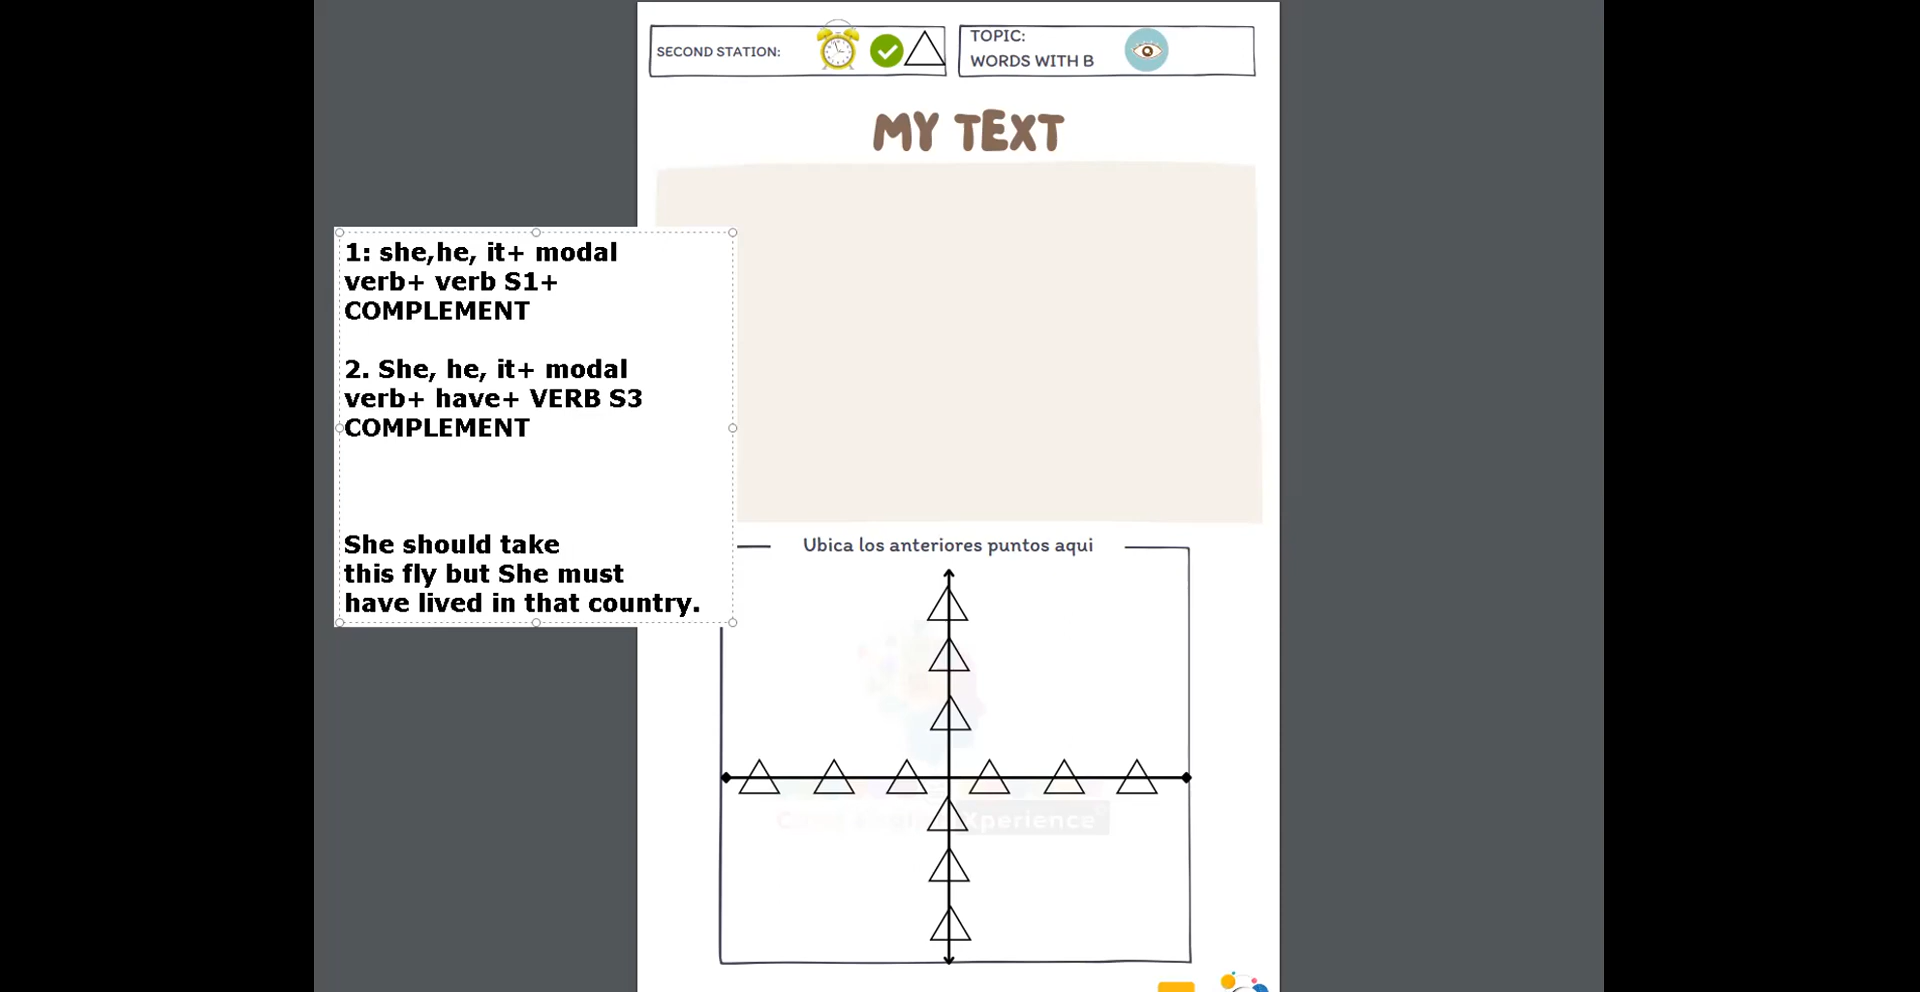 SECOND STATION:
TOPIC:
WORDS WITH B
MY TEXT
1: she,he, it+ modal
verb+ verb S1+
COMPLEMENT
2. She, he, it+ modal
verb+ have+ VERB S3
COMPLEMENT
She should take
this fly but She must
have lived in that country.
Ubica los anteriores puntos aqui